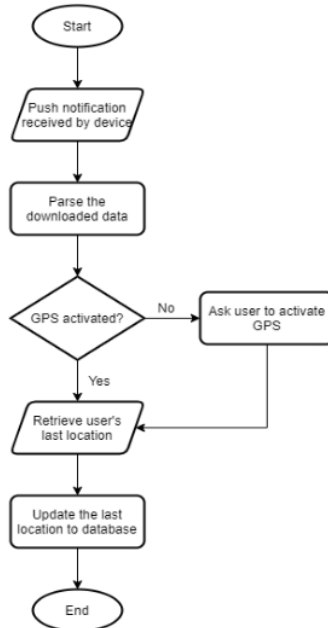 Start
Push notification
received by device
Parse the
downloaded data
GPS activated?
No
Ask user to activate
GPS
Yes
Retrieve user's
last location
Update the last
location to database
End